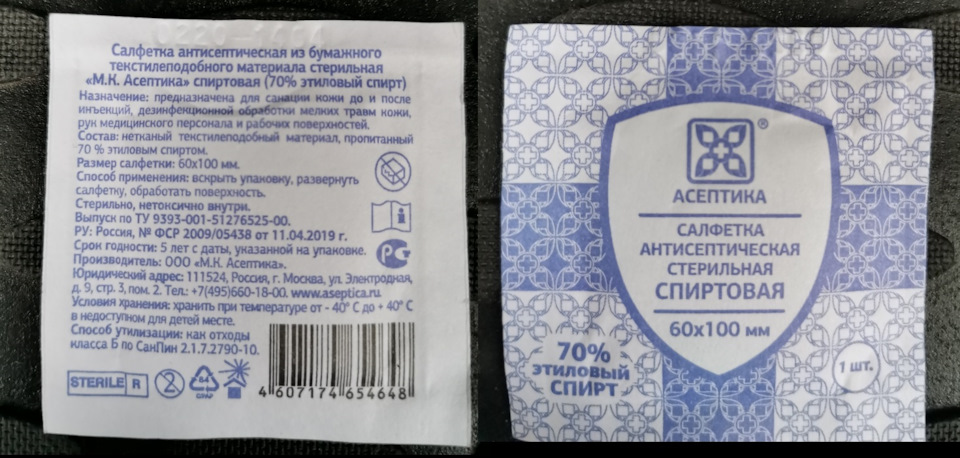 Салфетка антисептическая из бумажного
текстилеподобного материала стерильная
«М.К. Асептика» спиртовая (70% этиловый спирт)
Назначение: предназначена для санации кожи до и после
инъекций, дезинфекционной обработки мелких травм кожи,
рук медицинского персонала и рабочих поверхностей.
Состав: нетканый текстилеподобный материал, пропитанный
70 % этиловым спиртом.
Размер салфетки: 60х100 мм.
Способ применения: вскрыть упаковку, развернуть
салфетку, обработать поверхность.
Стерильно, нетоксично внутри.
Выпуск по ТУ 9393-001-51276525-00.
РУ: Россия, № ФСР 2009/05438 от 11.04.2019 г.
Срок годности: 5 лет с даты, указанной на упаковке.
Производитель: ООО «М.К. Асептика».
Юридический адрес: 111524, Россия, г. Москва, ул. Электродная,
д. 9, стр. 3, пом. 2. Тел.: +7(495)660-18-00. www.aseptica.ru.
Условия хранения: хранить при температуре от - 40° С до + 40° С
в недоступном для детей месте.
Способ утилизации: как отходы
класса Б по СанПин 2.1.7.2790-10.
STERILE R
2
84
C/PAP
4 607174 654648
®
АСЕПТИКА
САЛФЕТКА
АНТИСЕПТИЧЕСКАЯ
СТЕРИЛЬНАЯ
СПИРТОВАЯ
60х100 мм
70%
этиловый
СПИРТ
1 шт.